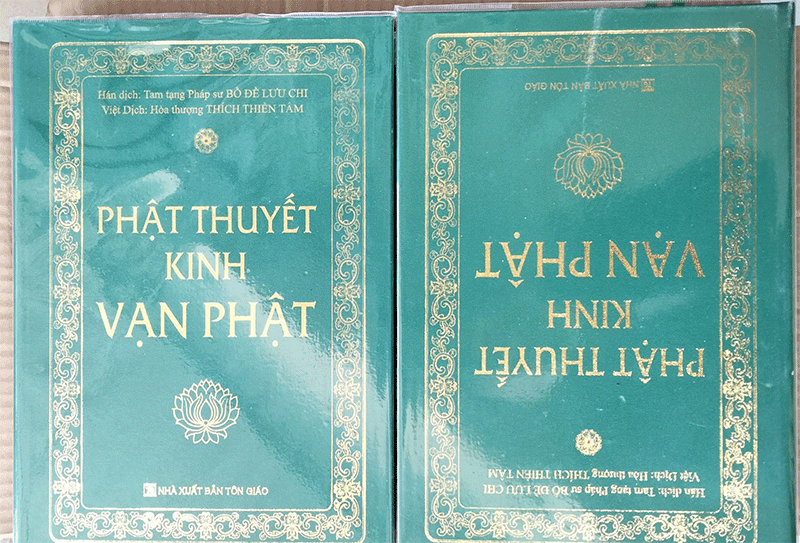 Hán dịch: Tam tạng Pháp sư BỒ ĐỀ LƯU CHI
Việt Dịch: Hòa thượng THÍCH THIỀN TÂM
PHẬT THUYẾT
KINH
VẠN PHẬT
NHÀ XUẤT BẢN TÔN GIÁO
Hán dịch: Tam tạng Pháp sư BỒ ĐỀ LƯU CHI
Việt Dịch: Hòa thượng THÍCH THIỀN TÂM
PHẬT THUYẾT
KINH
VẠN PHẬT
NHÀ XUẤT BẢN TÔN GIÁO